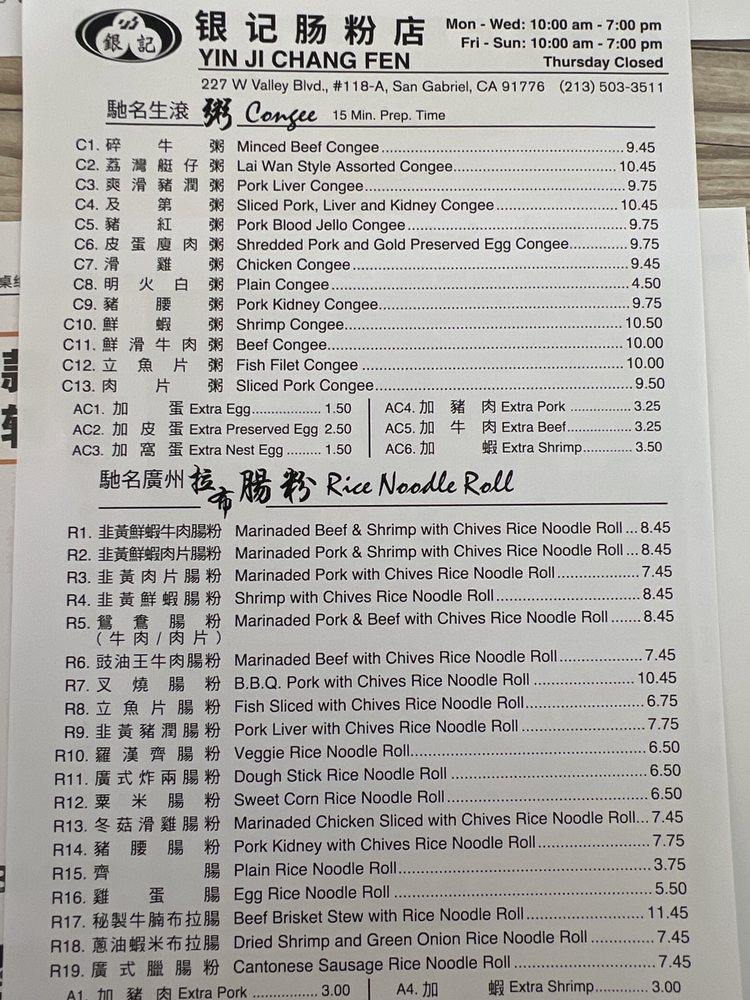 銀記
银记肠粉店
YIN JI CHANG FEN
Mon - Wed: 10:00 am - 7:00 pm
Fri - Sun: 10:00 am - 7:00 pm
Thursday Closed
227 W Valley Blvd., #118-A, San Gabriel, CA 91776 (213) 503-3511
馳名生滾 粥 Congee 15 Min. Prep. Time
C1. 碎牛粥 Minced Beef Congee 9.45
C2. 荔灣艇仔粥 Lai Wan Style Assorted Congee 10.45
C3. 爽滑豬潤粥 Pork Liver Congee 9.75
C4. 及第粥 Sliced Pork, Liver and Kidney Congee 10.45
C5. 豬紅粥 Pork Blood Jello Congee 9.75
C6. 皮蛋廋肉粥 Shredded Pork and Gold Preserved Egg Congee 9.75
C7. 滑雞粥 Chicken Congee 9.45
C8. 明火白粥 Plain Congee 4.50
C9. 豬腰粥 Pork Kidney Congee 9.75
C10. 鮮蝦粥 Shrimp Congee 10.50
C11. 鮮滑牛肉粥 Beef Congee 10.00
C12. 立魚片粥 Fish Filet Congee 10.00
C13. 肉片粥 Sliced Pork Congee 9.50
AC1. 加蛋 Extra Egg 1.50
AC2. 加皮蛋 Extra Preserved Egg 2.50
AC3. 加窩蛋 Extra Nest Egg 1.50
AC4. 加豬肉 Extra Pork 3.25
AC5. 加牛肉 Extra Beef 3.25
AC6. 加蝦 Extra Shrimp 3.50
馳名廣州 拉布腸粉 Rice Noodle Roll
R1. 韭黃鮮蝦牛肉腸粉 Marinaded Beef & Shrimp with Chives Rice Noodle Roll 8.45
R2. 韭黃鮮蝦肉片腸粉 Marinaded Pork & Shrimp with Chives Rice Noodle Roll 8.45
R3. 韭黃肉片腸粉 Marinaded Pork with Chives Rice Noodle Roll 7.45
R4. 韭黃鮮蝦腸粉 Shrimp with Chives Rice Noodle Roll 8.45
R5. 鴛鴦腸粉 Marinaded Pork & Beef with Chives Rice Noodle Roll 8.45
(牛肉/肉片)
R6. 豉油王牛肉腸粉 Marinaded Beef with Chives Rice Noodle Roll 7.45
R7. 叉燒腸粉 B.B.Q. Pork with Chives Rice Noodle Roll 10.45
R8. 立魚片腸粉 Fish Sliced with Chives Rice Noodle Roll 6.75
R9. 韭黃豬潤腸粉 Pork Liver with Chives Rice Noodle Roll 7.75
R10. 羅漢齊腸粉 Veggie Rice Noodle Roll 6.50
R11. 廣式炸兩腸粉 Dough Stick Rice Noodle Roll 6.50
R12. 粟米腸粉 Sweet Corn Rice Noodle Roll 6.50
R13. 冬菇滑雞腸粉 Marinaded Chicken Sliced with Chives Rice Noodle Roll 7.45
R14. 豬腰腸粉 Pork Kidney with Chives Rice Noodle Roll 7.75
R15. 齊腸 Plain Rice Noodle Roll 3.75
R16. 雞蛋腸 Egg Rice Noodle Roll 5.50
R17. 秘製牛腩布拉腸 Beef Brisket Stew with Rice Noodle Roll 11.45
R18. 蔥油蝦米布拉腸 Dried Shrimp and Green Onion Rice Noodle Roll 7.45
R19. 廣式臘腸粉 Cantonese Sausage Rice Noodle Roll 7.45
A1. 加豬肉 Extra Pork 3.00
A4. 加蝦 Extra Shrimp 3.00